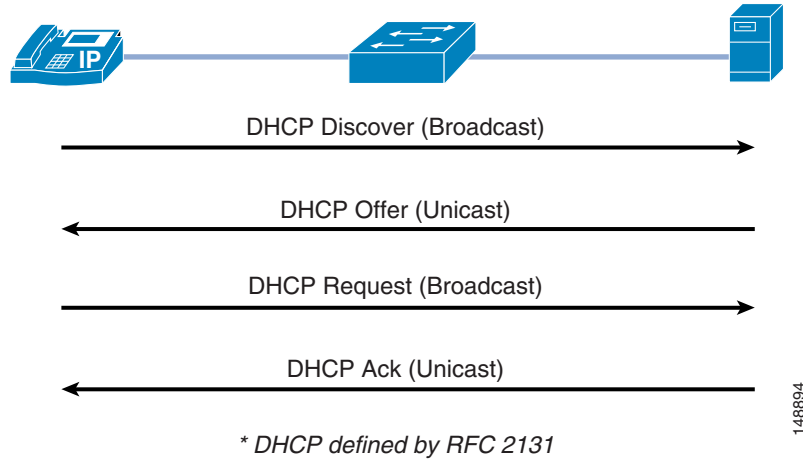 IP
DHCP Discover (Broadcast)
DHCP Offer (Unicast)
DHCP Request (Broadcast)
DHCP Ack (Unicast)
148894
* DHCP defined by RFC 2131